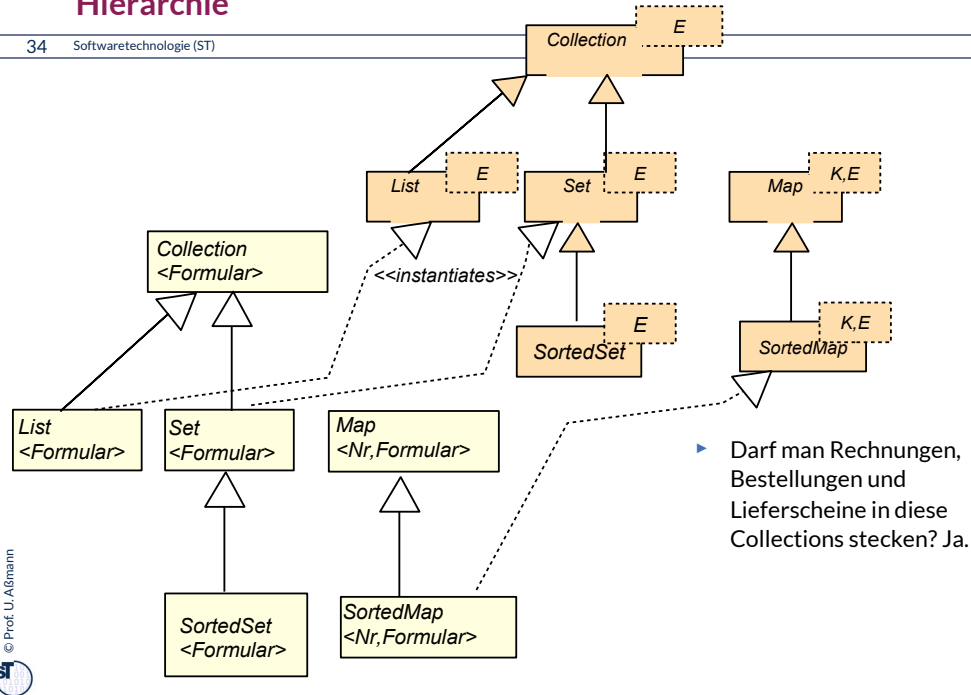 Hierarchie
34 Softwaretechnologie (ST)
Collection
E
List
E
Set
E
Map
K,E
Collection
<Formular>
<<instantiates>>
SortedSet
E
SortedMap
K,E
List
<Formular>
Set
<Formular>
Map
<Nr,Formular>
► Darf man Rechnungen,
Bestellungen und
Lieferscheine in diese
Collections stecken? Ja.
SortedSet
<Formular>
SortedMap
<Nr,Formular>
© Prof. U. Aßmann
ST